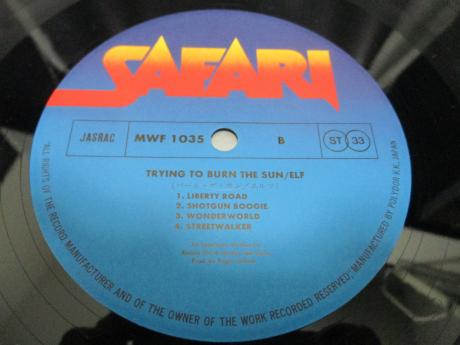 SAFARI
JASRAC
MWF 1035
B
ST 33
TRYING TO BURN THE SUN/ELF
1. LIBERTY ROAD
2. SHOTGUN BOOGIE
3. WONDERWORLD
4. STREETWALKER
ALL RIGHTS OF THE RECORD MANUFACTURER AND OF THE OWNER OF THE WORK RECORDED RESERVED; MANUFACTURED BY POLYDOR K.K., JAPAN